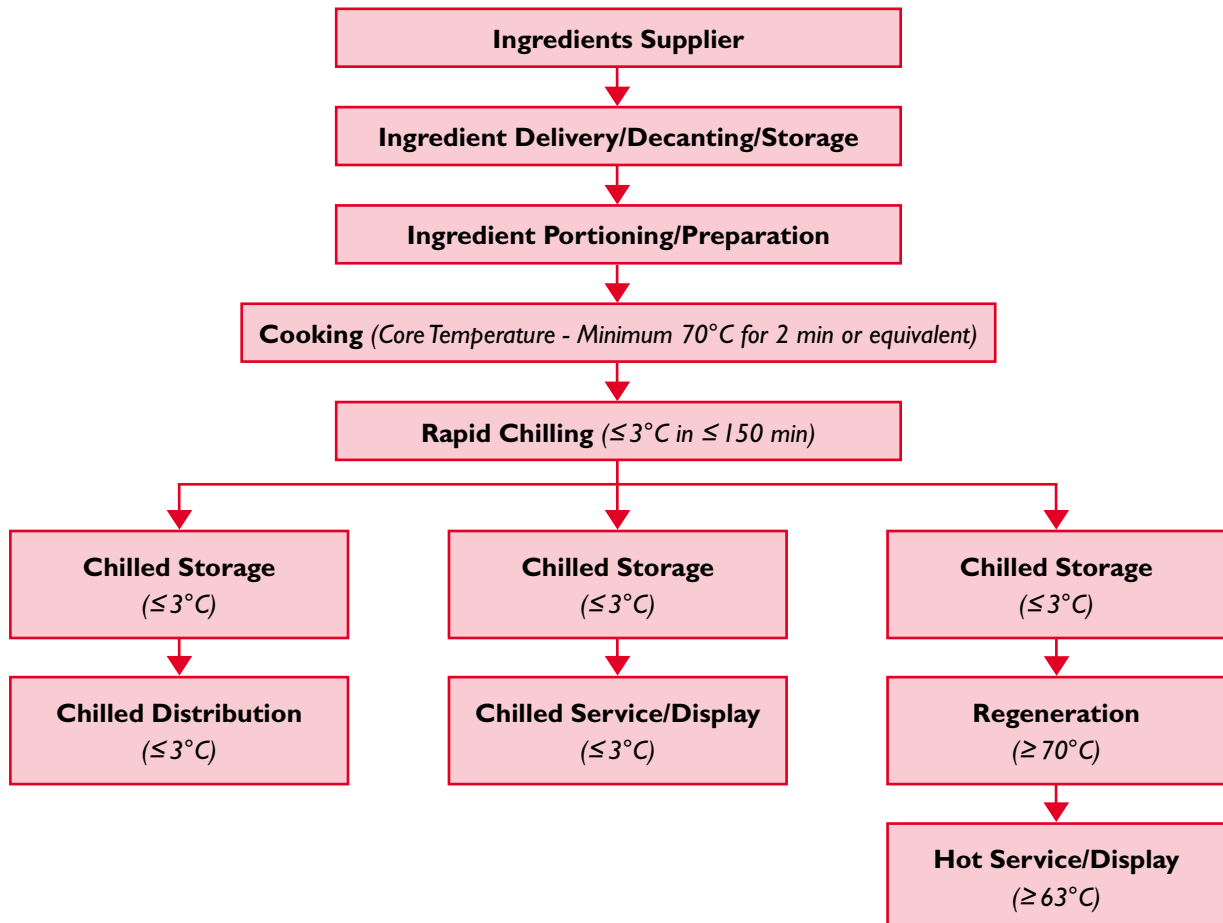 Ingredients Supplier
Ingredient Delivery/Decanting/Storage
Ingredient Portioning/Preparation
Cooking (Core Temperature - Minimum 70°C for 2 min or equivalent)
Rapid Chilling (≤ 3°C in ≤ 150 min)
Chilled Storage
(≤ 3°C)
Chilled Storage
(≤ 3°C)
Chilled Storage
(≤ 3°C)
Chilled Distribution
(≤ 3°C)
Chilled Service/Display
(≤ 3°C)
Regeneration
(≥ 70°C)
Hot Service/Display
(≥ 63°C)